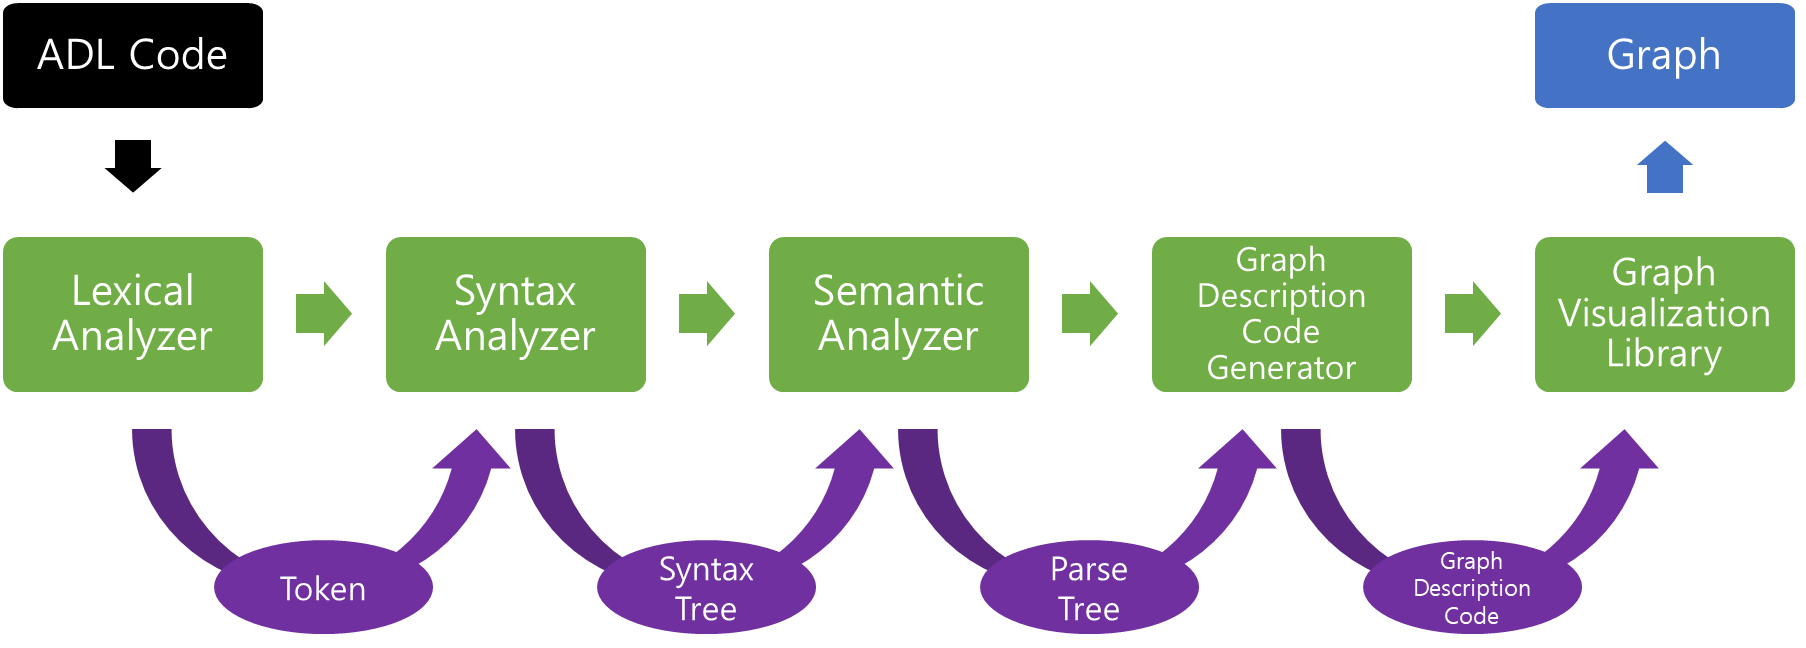 ADL Code
Graph
Lexical
Analyzer
Syntax
Analyzer
Semantic
Analyzer
Graph
Description
Code
Generator
Graph
Visualization
Library
Token
Syntax
Tree
Parse
Tree
Graph
Description
Code